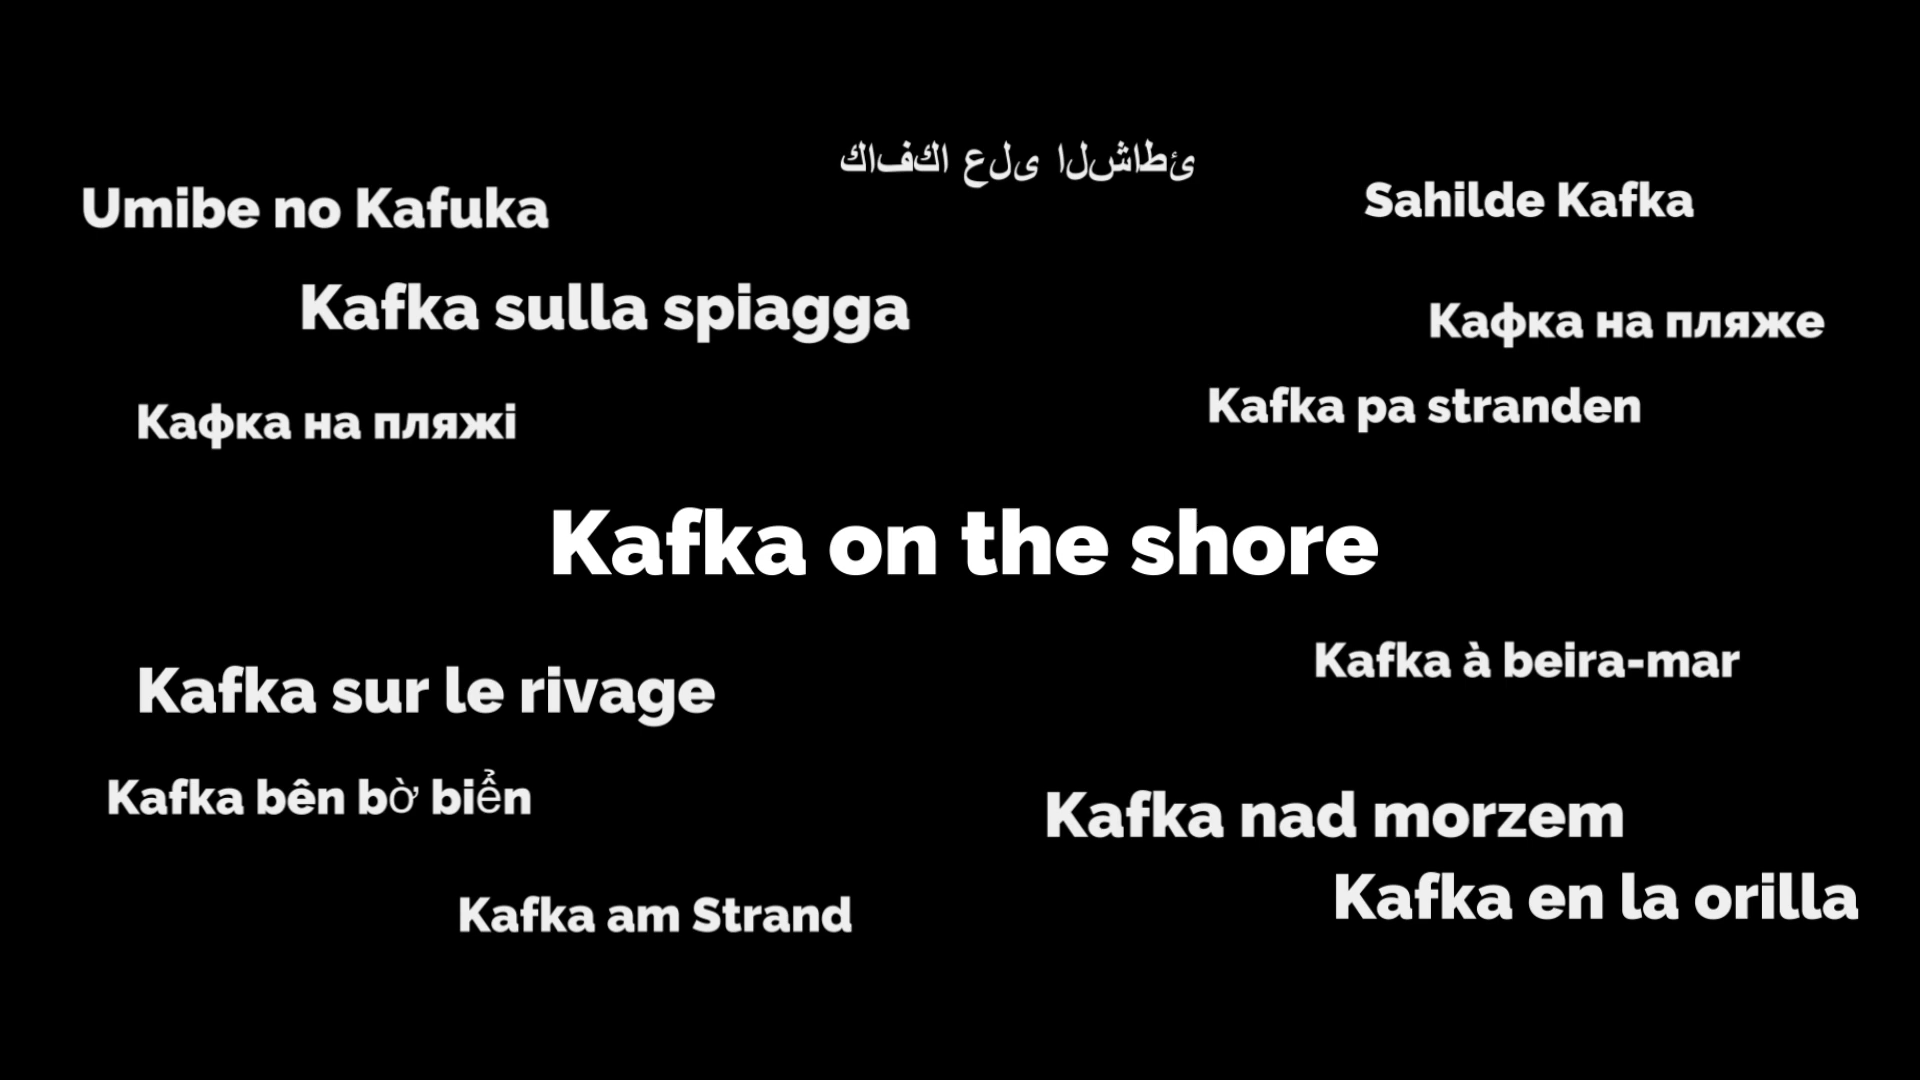 كافكا على الشاطئ
Umibe no Kafuka
Sahilde Kafka
Kafka sulla spiagga
Кафка на пляже
Кафка на пляжі
Kafka pa stranden
Kafka on the shore
Kafka sur le rivage
Kafka à beira-mar
Kafka bên bờ biển
Kafka nad morzem
Kafka am Strand
Kafka en la orilla